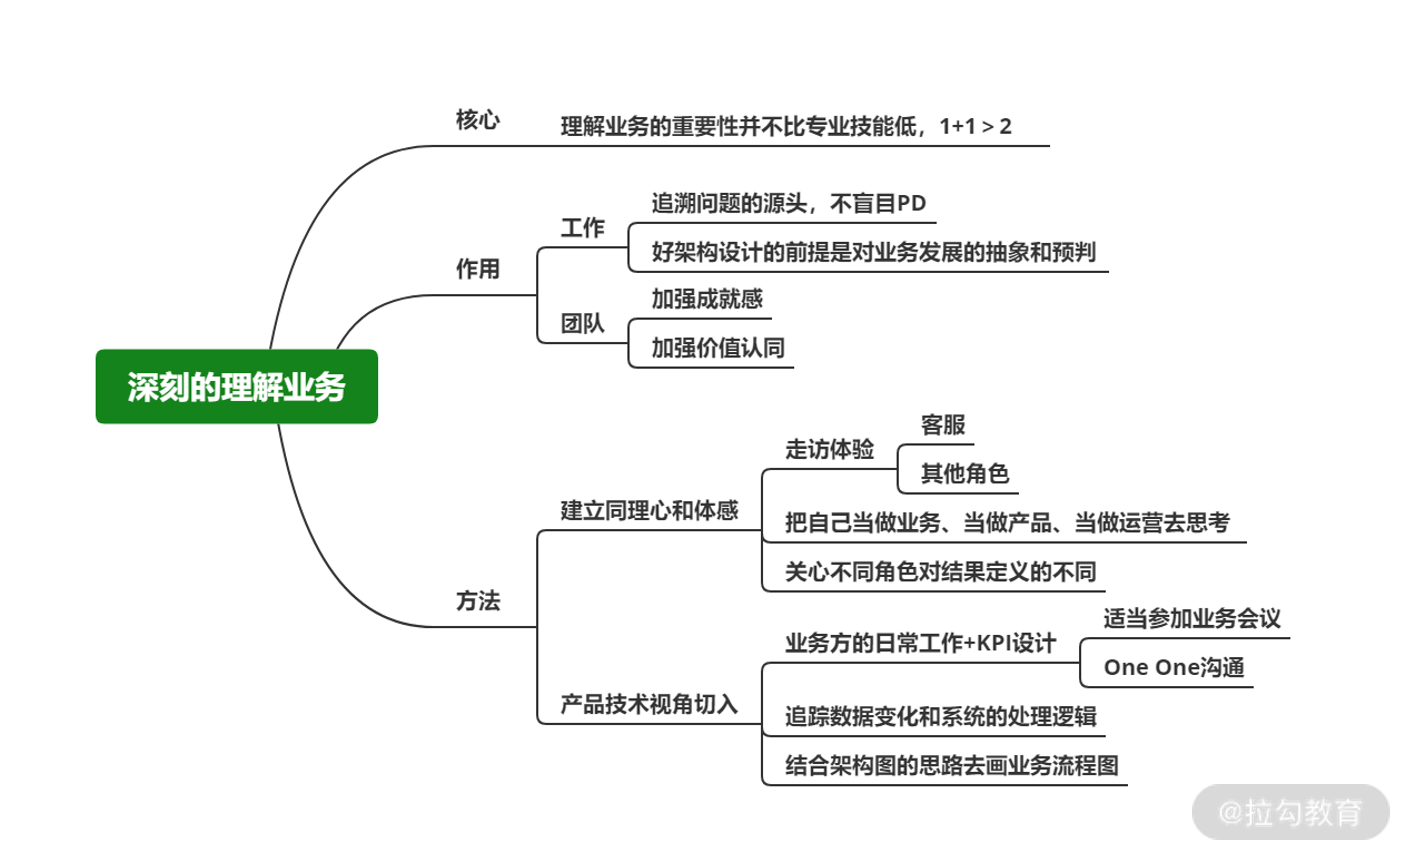 核心
理解业务的重要性并不比专业技能低，1+1＞2
作用
工作
追溯问题的源头，不盲目PD
好架构设计的前提是对业务发展的抽象和预判
团队
加强成就感
加强价值认同
深刻的理解业务
方法
建立同理心和体感
走访体验
客服
其他角色
把自己当做业务、当做产品、当做运营去思考
关心不同角色对结果定义的不同
产品技术视角切入
业务方的日常工作+KPI设计
适当参加业务会议
One One沟通
追踪数据变化和系统的处理逻辑
结合架构图的思路去画业务流程图
@拉勾教育